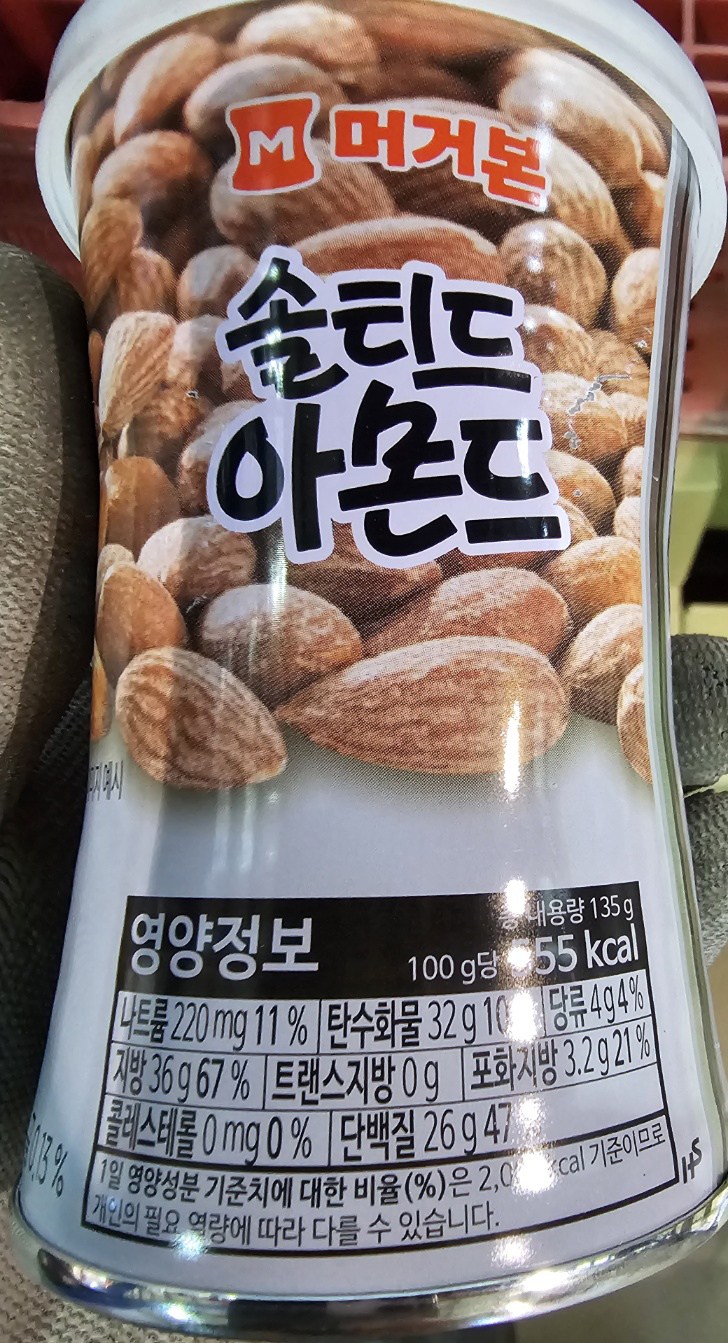 M 머거본
솔티드
아몬드
예시
영양정보
총 내용량 135 g
100 g당 kcal
나트륨 220 mg 11 % 탄수화물 32 g 당류 4 g 4 %
지방 36 g 67 % 트랜스지방 0 g 포화지방 3.2 g 21 %
콜레스테롤 0 mg 0 % 단백질 26 g
1일 영양성분 기준치에 대한 비율(%)은 kcal 기준이므로
개인의 필요 열량에 따라 다를 수 있습니다.